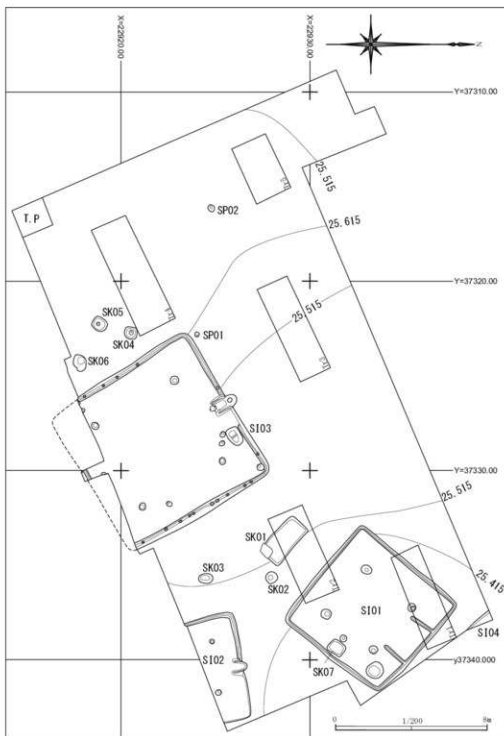 X=22920.00
X=22930.00
N
Y=37310.00
25.515
T.P
SP02
25.615
Y=37320.00
25.515
SK05
SK04
SP01
SK06
SI03
Y=37330.00
25.515
SK01
25.415
SK03
SK02
SI01
SI04
SI02
SK07
y37340.000
0
1/200
8m